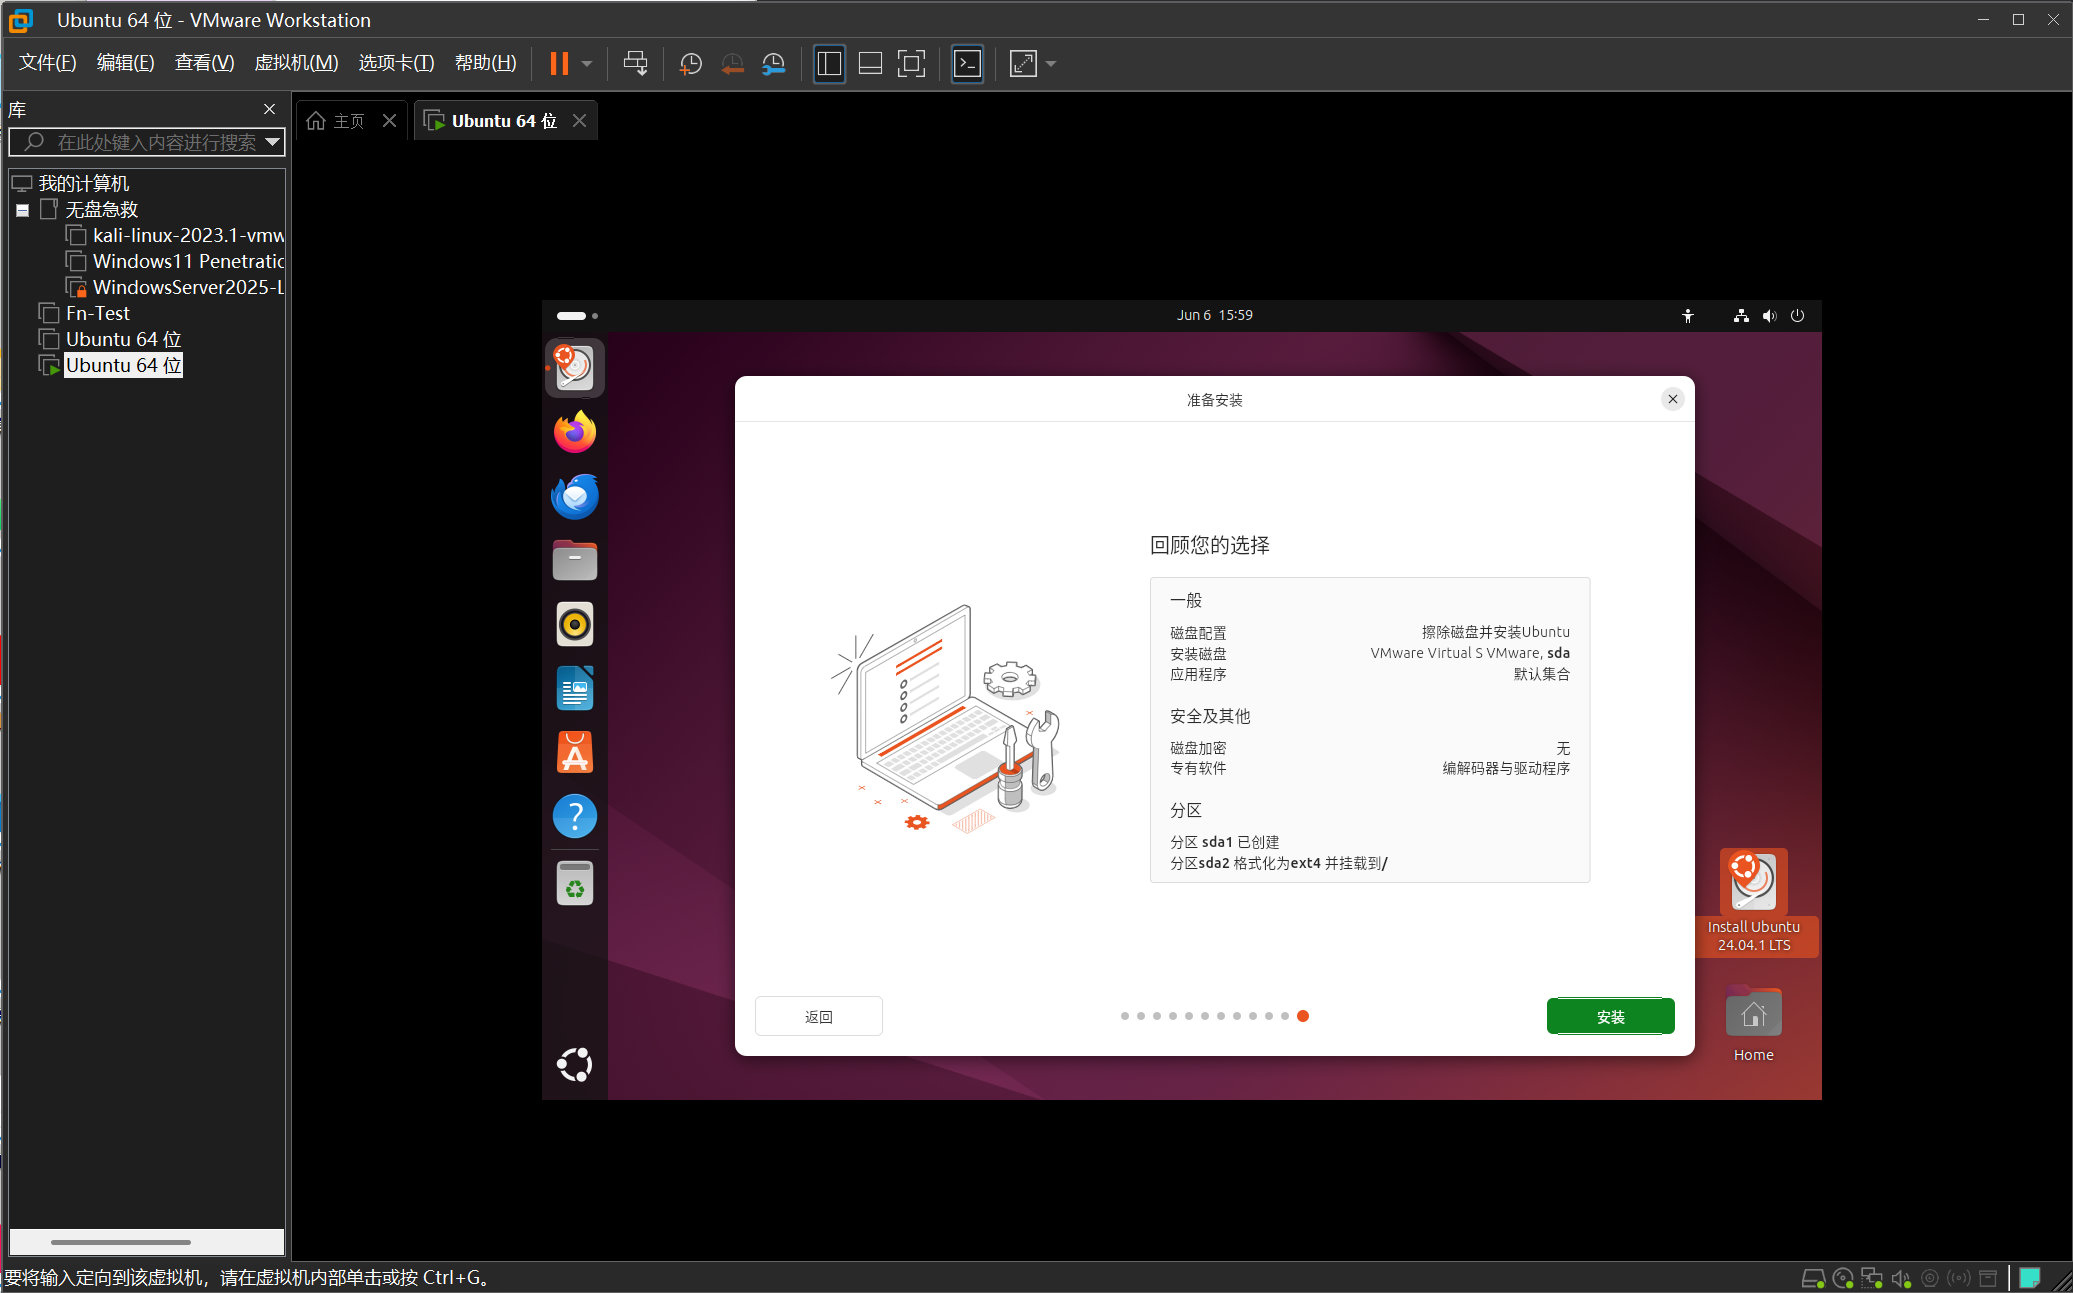 Ubuntu 64 位 - VMware Workstation
文件(F) 编辑(E) 查看(V) 虚拟机(M) 选项卡(T) 帮助(H)
库
在此处键入内容进行搜索
我的计算机
无盘急救
kali-linux-2023.1-vmw
Windows11 Penetratic
WindowsServer2025-L
Fn-Test
Ubuntu 64 位
Ubuntu 64 位
主页
Ubuntu 64 位
Jun 6 15:59
准备安装
回顾您的选择
一般
磁盘配置 擦除磁盘并安装Ubuntu
安装磁盘 VMware Virtual S VMware, sda
应用程序 默认集合
安全及其他
磁盘加密 无
专有软件 编解码器与驱动程序
分区
分区 sda1 已创建
分区sda2 格式化为ext4 并挂载到/
返回
安装
Install Ubuntu
24.04.1 LTS
Home
要将输入定向到该虚拟机，请在虚拟机内部单击或按 Ctrl+G。